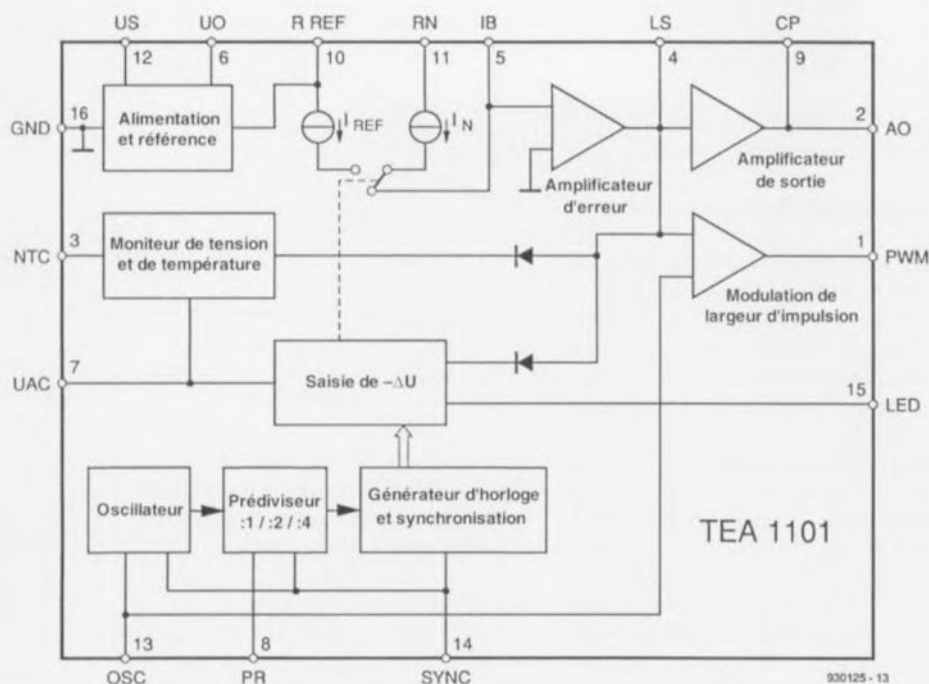 US UO R REF RN IB LS CP
12 6 10 11 5 4 9
GND 16
Alimentation
et référence
I REF
I N
Amplificateur
d'erreur
Amplificateur
de sortie
2 AO
NTC 3
Moniteur de tension
et de température
1 PWM
Modulation de
largeur d'impulsion
UAC 7
Saisie de –ΔU
15 LED
Oscillateur
Prédiviseur
:1 / :2 / :4
Générateur d'horloge
et synchronisation
TEA 1101
13 8 14
OSC PR SYNC
930125 - 13